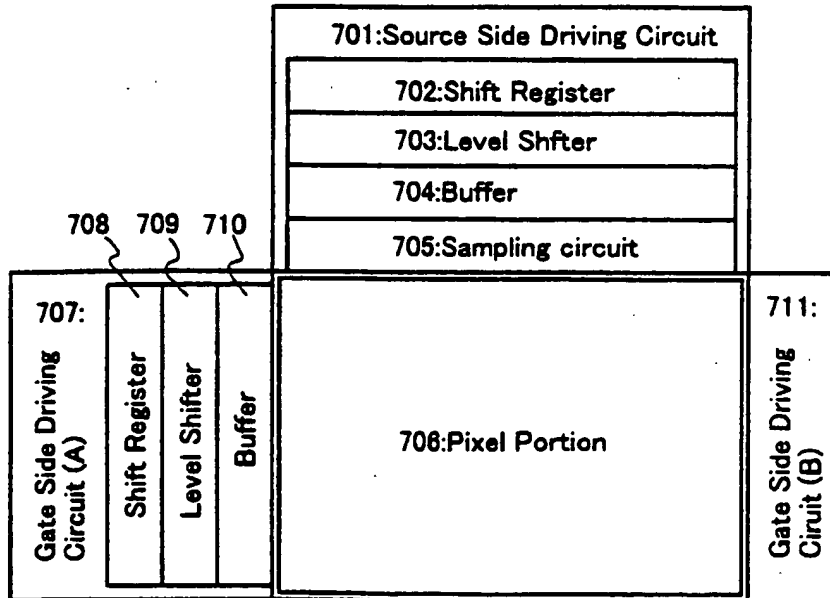 701:Source Side Driving Circuit
702:Shift Register
703:Level Shfter
704:Buffer
705:Sampling circuit
708 709 710
707:
Gate Side Driving
Circuit (A)
Shift Register
Level Shifter
Buffer
706:Pixel Portion
711:
Gate Side Driving
Ciruit (B)